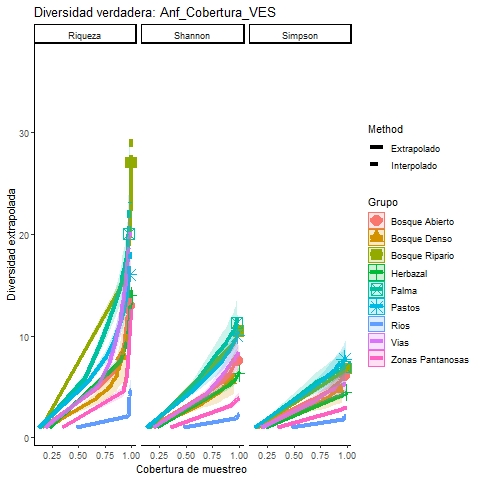 Diversidad verdadera: Anf_Cobertura_VES
Riqueza
Shannon
Simpson
Diversidad extrapolada
30
20
10
0
0.25 0.50 0.75 1.00
0.25 0.50 0.75 1.00
0.25 0.50 0.75 1.00
Cobertura de muestreo
Method
Extrapolado
Interpolado
Grupo
Bosque Abierto
Bosque Denso
Bosque Ripario
Herbazal
Palma
Pastos
Rios
Vias
Zonas Pantanosas